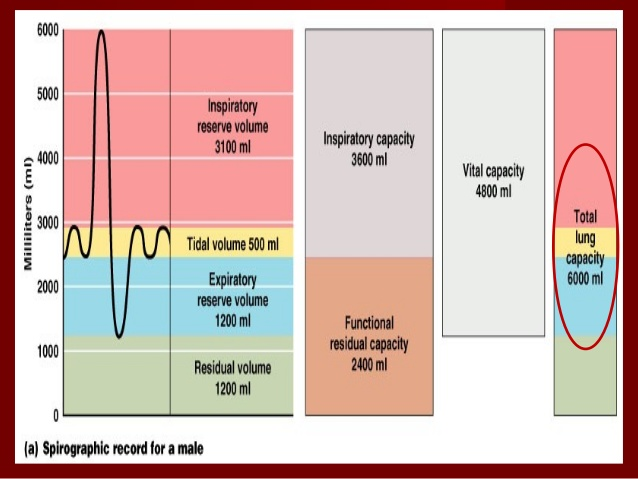 6000
5000
4000
3000
2000
1000
0
Milliliters (ml)
Inspiratory
reserve volume
3100 ml
Tidal volume 500 ml
Expiratory
reserve volume
1200 ml
Residual volume
1200 ml
Inspiratory capacity
3600 ml
Functional
residual capacity
2400 ml
Vital capacity
4800 ml
Total
lung
capacity
6000 ml
(a) Spirographic record for a male